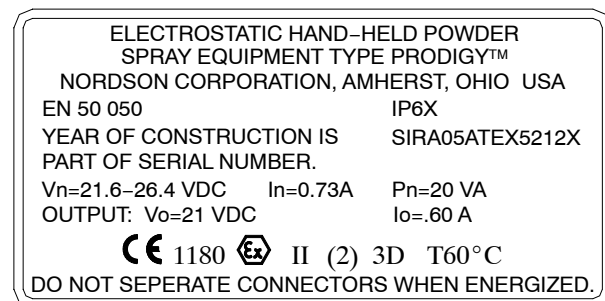 ELECTROSTATIC HAND–HELD POWDER
SPRAY EQUIPMENT TYPE PRODIGY™
NORDSON CORPORATION, AMHERST, OHIO USA
EN 50 050 IP6X
YEAR OF CONSTRUCTION IS SIRA05ATEX5212X
PART OF SERIAL NUMBER.
Vn=21.6–26.4 VDC In=0.73A Pn=20 VA
OUTPUT: Vo=21 VDC Io=.60 A
CE 1180 Ex II (2) 3D T60°C
DO NOT SEPERATE CONNECTORS WHEN ENERGIZED.